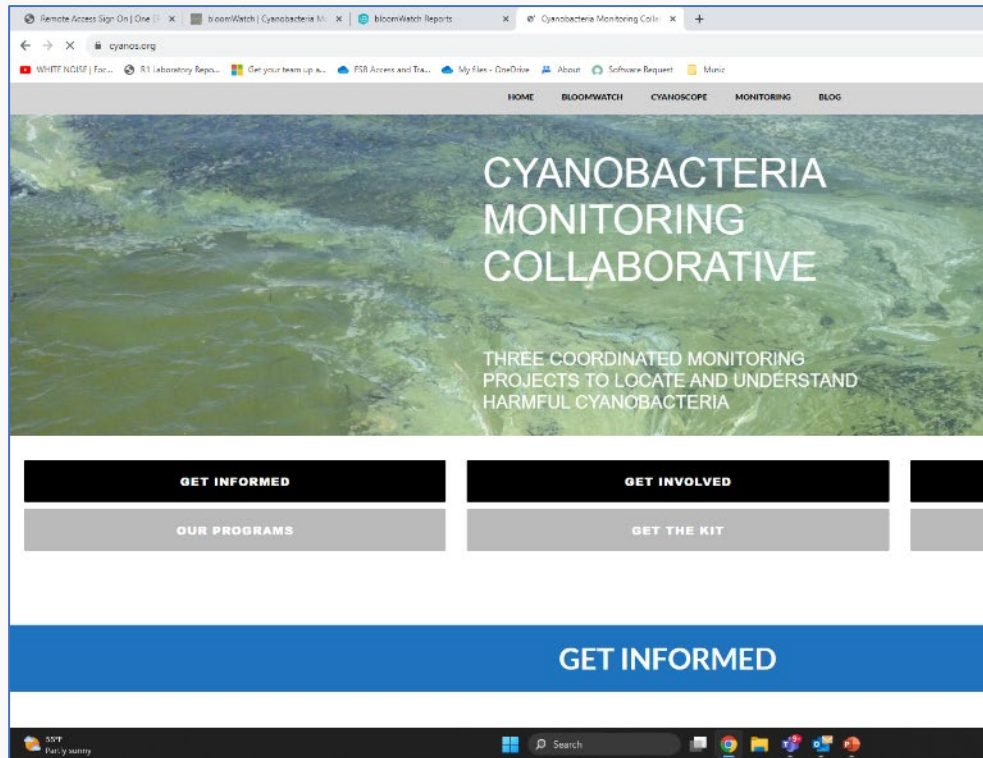 Remote Access Sign On | One D
bloomWatch | Cyanobacteria Mo
bloomWatch Reports
Cyanobacteria Monitoring Colla
cyanos.org
WHITE NOISE | For...
R1 Laboratory Repo...
Get your team up a...
FSB Access and Tra...
My files - OneDrive
About
Software Request
Music
HOME BLOOMWATCH CYANOSCOPE MONITORING BLOG
CYANOBACTERIA
MONITORING
COLLABORATIVE
THREE COORDINATED MONITORING
PROJECTS TO LOCATE AND UNDERSTAND
HARMFUL CYANOBACTERIA
GET INFORMED
GET INVOLVED
OUR PROGRAMS
GET THE KIT
GET INFORMED
55°F
Partly sunny
Search